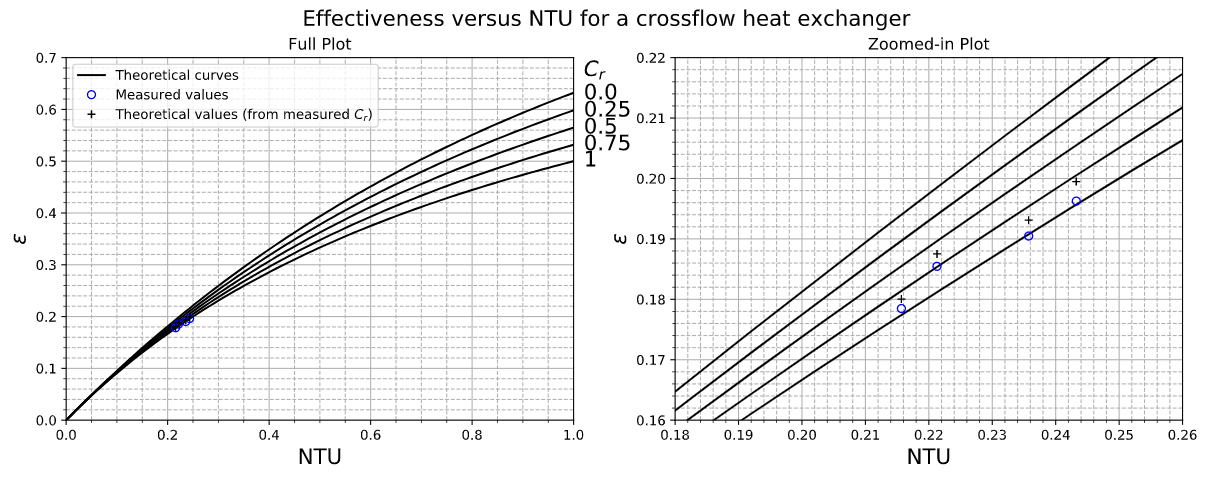 Effectiveness versus NTU for a crossflow heat exchanger
Full Plot
0.7
0.6
0.5
0.4
0.3
0.2
0.1
0.0
ε
Theoretical curves
Measured values
Theoretical values (from measured Cr)
Cr
0.0
0.25
0.5
0.75
1
0.0 0.2 0.4 0.6 0.8 1.0
NTU
Zoomed-in Plot
0.22
0.21
0.20
0.19
0.18
0.17
0.16
ε
0.18 0.19 0.20 0.21 0.22 0.23 0.24 0.25 0.26
NTU